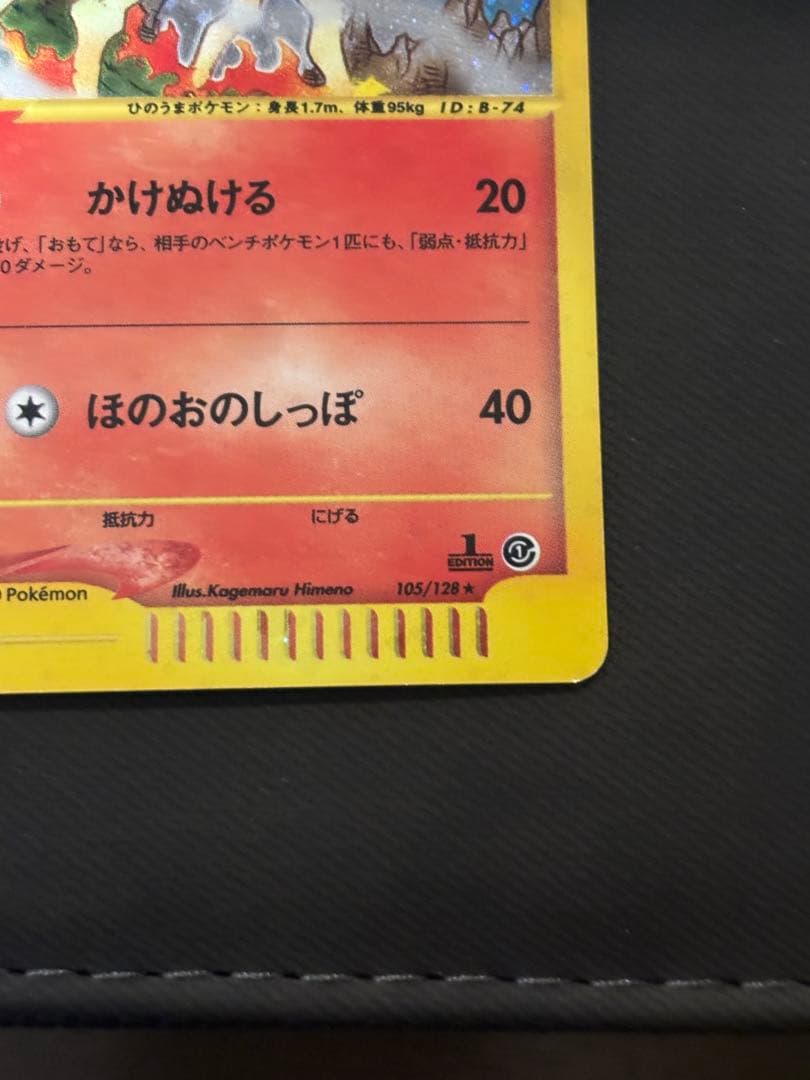 ひのうまポケモン：身長1.7m、体重95kg ID:B-74
かけぬける 20
げ、「おもて」なら、相手のベンチポケモン1匹にも、「弱点・抵抗力」
0ダメージ。
ほのおのしっぽ 40
抵抗力 にげる
1
EDITION
Pokémon Illus.Kagemaru Himeno 105/128★